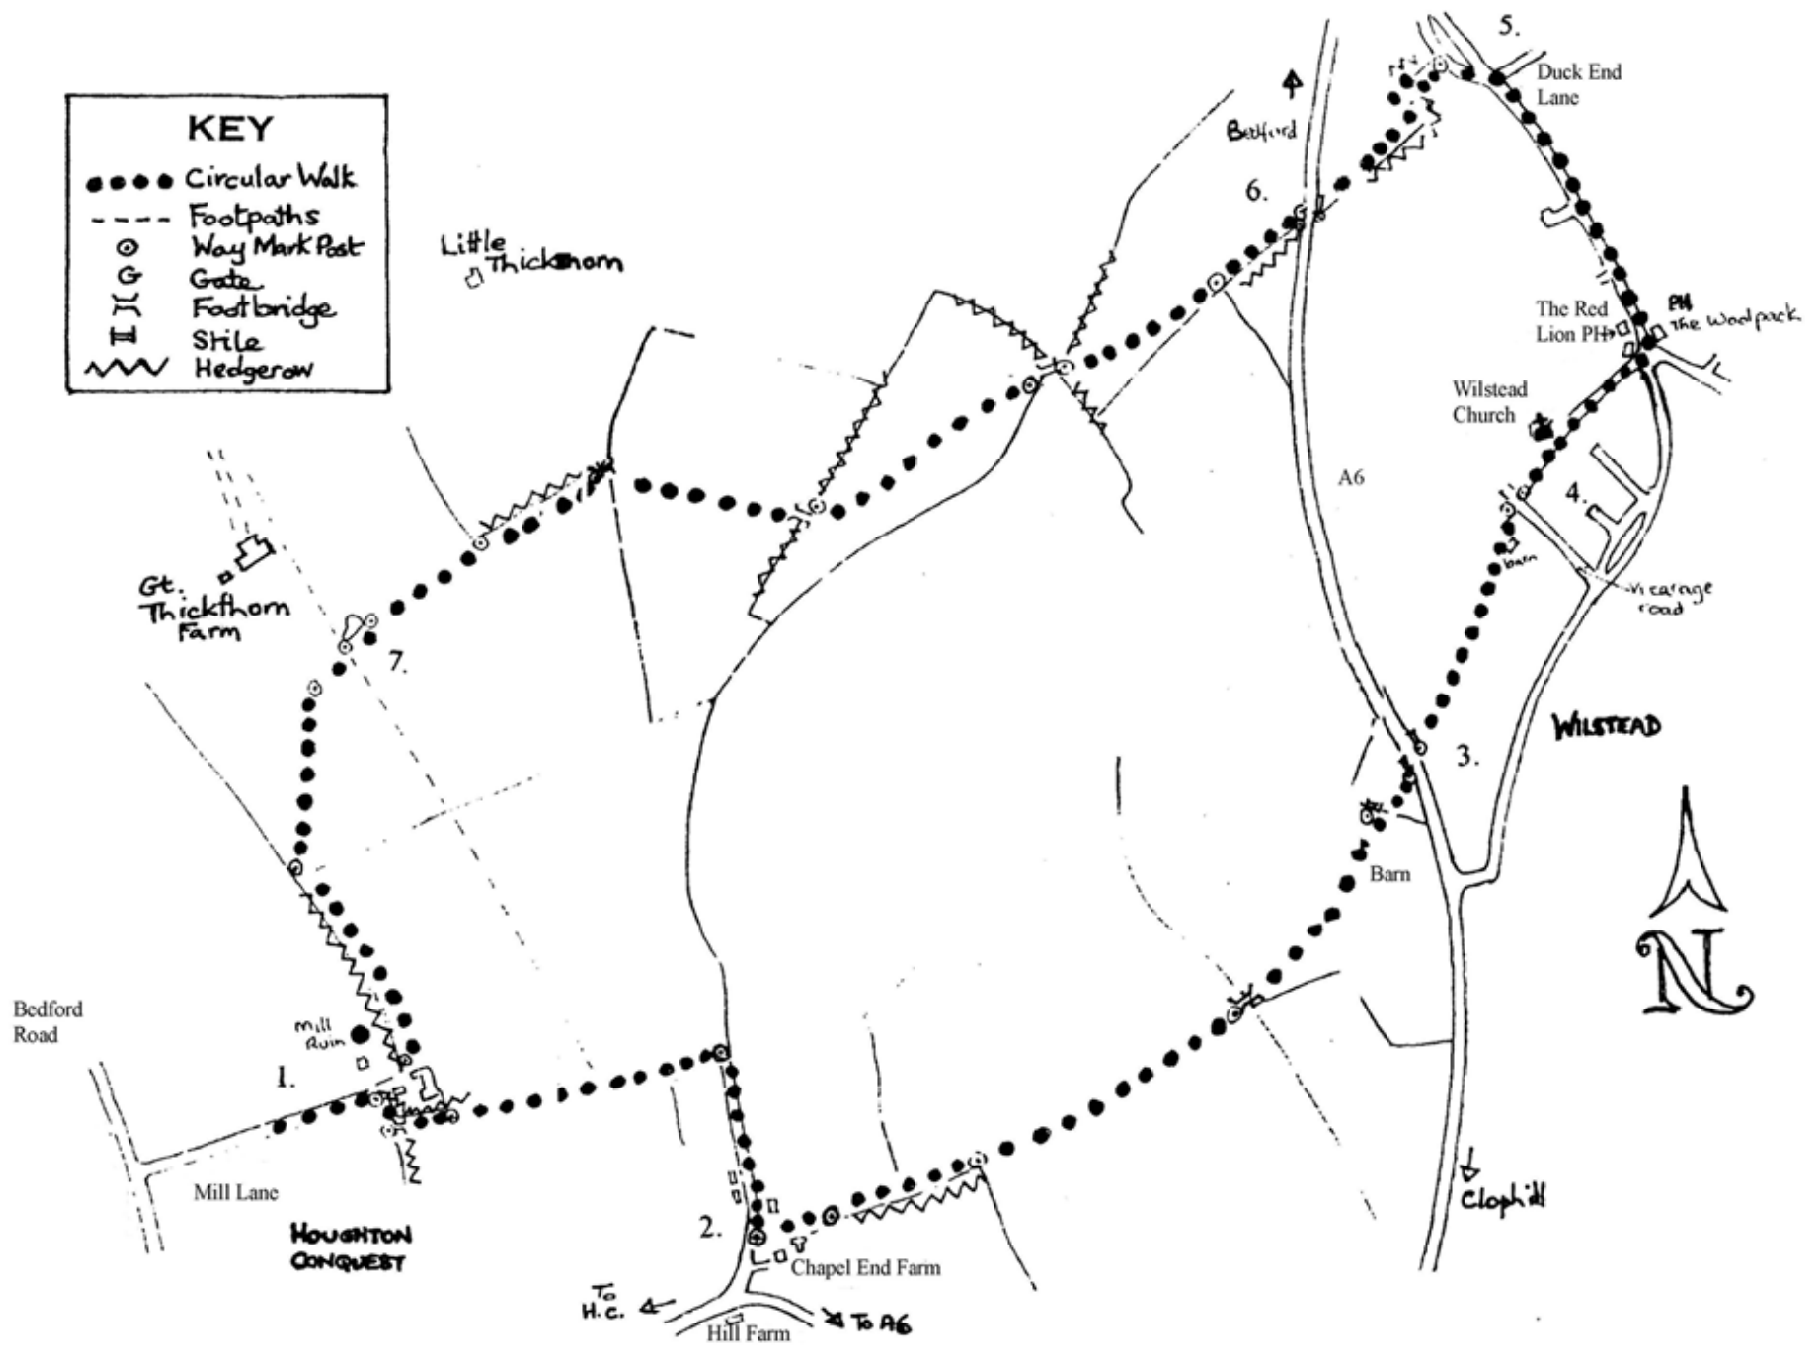 KEY
Circular Walk
Footpaths
Way Mark Post
G Gate
Footbridge
Stile
Hedgerow
5.
Duck End
Lane
Bedford
6.
Little
Thickthorn
The Red
Lion PH
PH
The Woolpack
Wilstead
Church
A6
4.
barn
Vicarage
road
Gt.
Thickthorn
Farm
7.
WILSTEAD
3.
Barn
N
Bedford
Road
Mill
Ruin
1.
Mill Lane
HOUGHTON
CONQUEST
2.
Chapel End Farm
Clophill
To
H.C.
To A6
Hill Farm